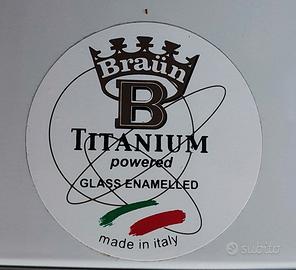 Braün
B
TITANIUM
powered
GLASS ENAMELLED
made in italy
subito